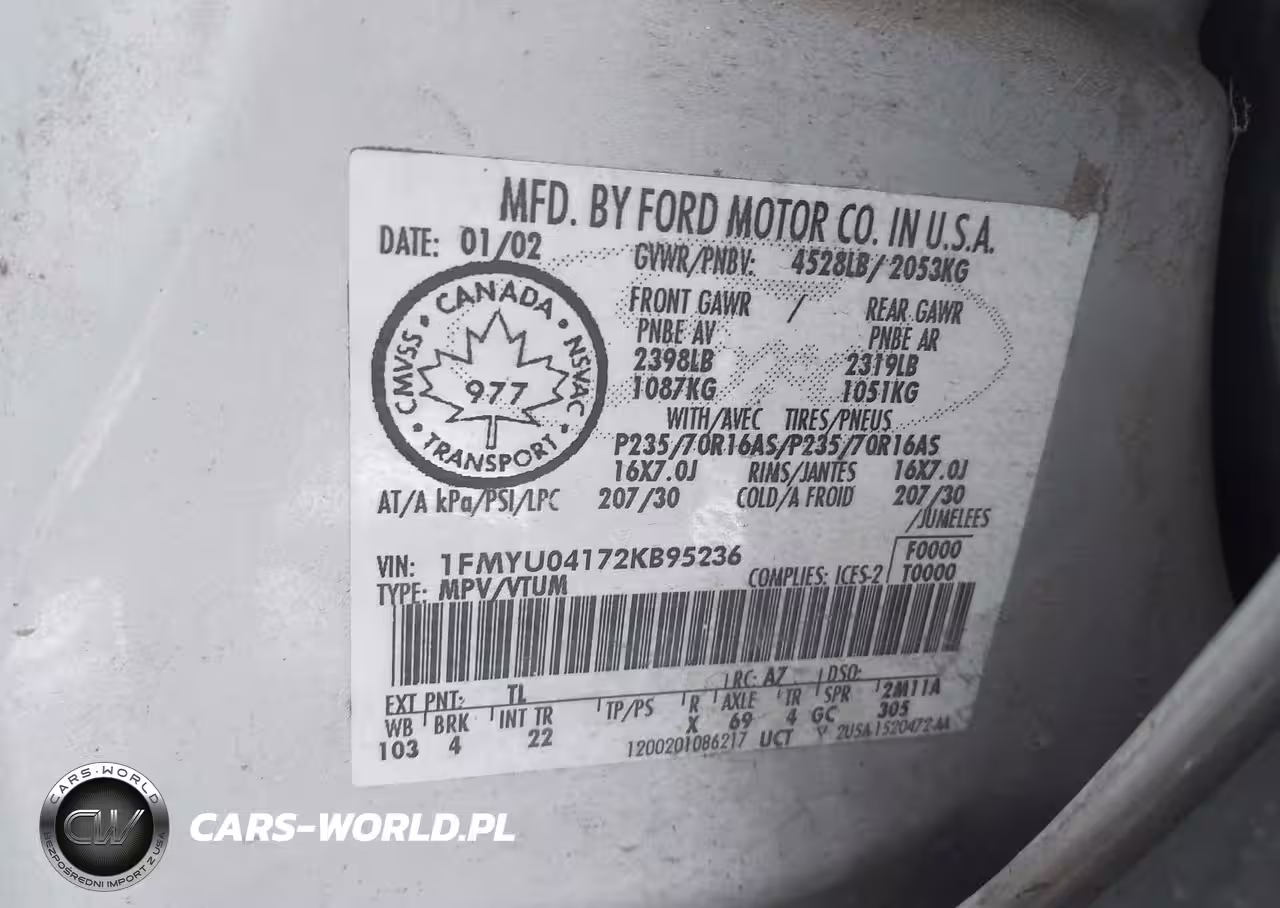 MFD. BY FORD MOTOR CO. IN U.S.A.
DATE: 01/02
GVWR/PNBV: 4528LB/2053KG
CANADA • NSVAC • TRANSPORT • CMVSS •
977
FRONT GAWR / REAR GAWR
PNBE AV PNBE AR
2398LB 2319LB
1087KG 1051KG
WITH/AVEC TIRES/PNEUS
P235/70R16AS/P235/70R16AS
16X7.0J RIMS/JANTES 16X7.0J
AT/A kPa/PSI/LPC 207/30 COLD/A FROID 207/30
/JUMELEES
VIN: 1FMYU04172KB95236
F0000
TYPE: MPV/VTUM COMPLIES: ICES-2 T0000
EXT PNT: TL RC: A7 DSO:
WB BRK INT TR TP/PS R AXLE TR SPR 2M11A
103 4 22 X 69 4 GC 305
1200201086217 UCT 2USA 1520472-AA
CARS-WORLD
CW
BEZPOŚREDNI IMPORT Z USA
CARS-WORLD.PL